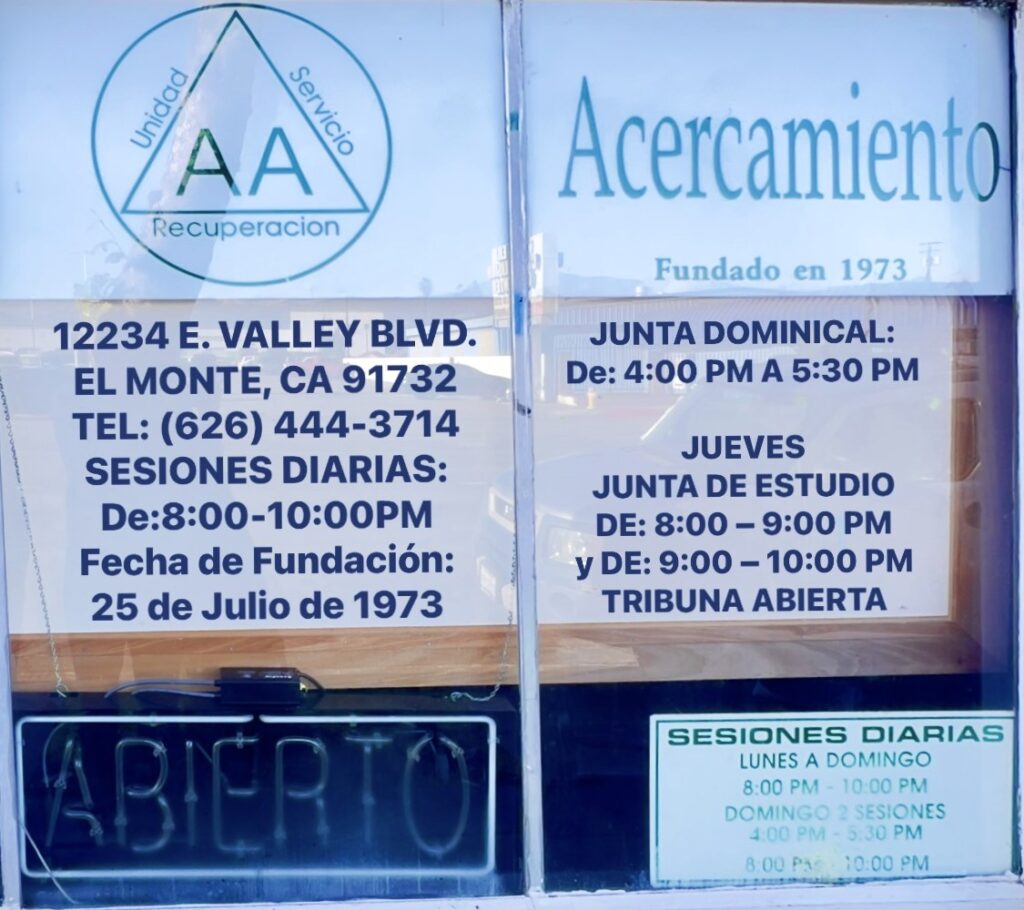 Unidad
Servicio
AA
Recuperacion
Acercamiento
Fundado en 1973
12234 E. VALLEY BLVD.
EL MONTE, CA 91732
TEL: (626) 444-3714
SESIONES DIARIAS:
De:8:00-10:00PM
Fecha de Fundación:
25 de Julio de 1973
JUNTA DOMINICAL:
De: 4:00 PM A 5:30 PM
JUEVES
JUNTA DE ESTUDIO
DE: 8:00 – 9:00 PM
y DE: 9:00 – 10:00 PM
TRIBUNA ABIERTA
ABIERTO
SESIONES DIARIAS
LUNES A DOMINGO
8:00 PM - 10:00 PM
DOMINGO 2 SESIONES
4:00 PM - 5:30 PM
8:00 PM - 10:00 PM